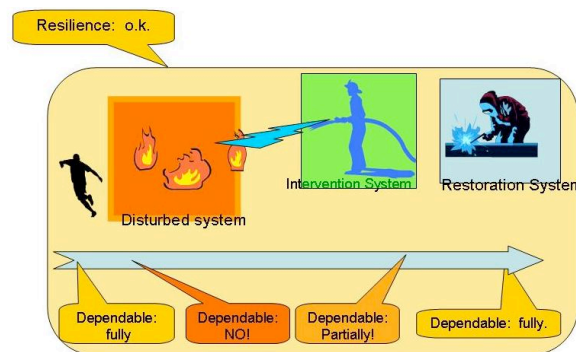 Resilience: o.k.
Intervention System
Restoration System
Disturbed system
Dependable:
fully
Dependable:
NO!
Dependable:
Partially!
Dependable: fully.